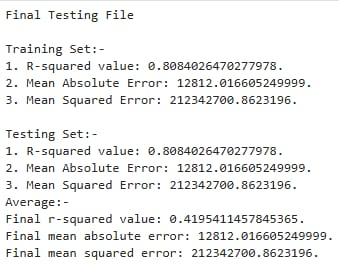 Final Testing File
Training Set:-
1. R-squared value: 0.8084026470277978.
2. Mean Absolute Error: 12812.016605249999.
3. Mean Squared Error: 212342700.8623196.
Testing Set:-
1. R-squared value: 0.8084026470277978.
2. Mean Absolute Error: 12812.016605249999.
3. Mean Squared Error: 212342700.8623196.
Average:-
Final r-squared value: 0.4195411457845365.
Final mean absolute error: 12812.016605249999.
Final mean squared error: 212342700.8623196.